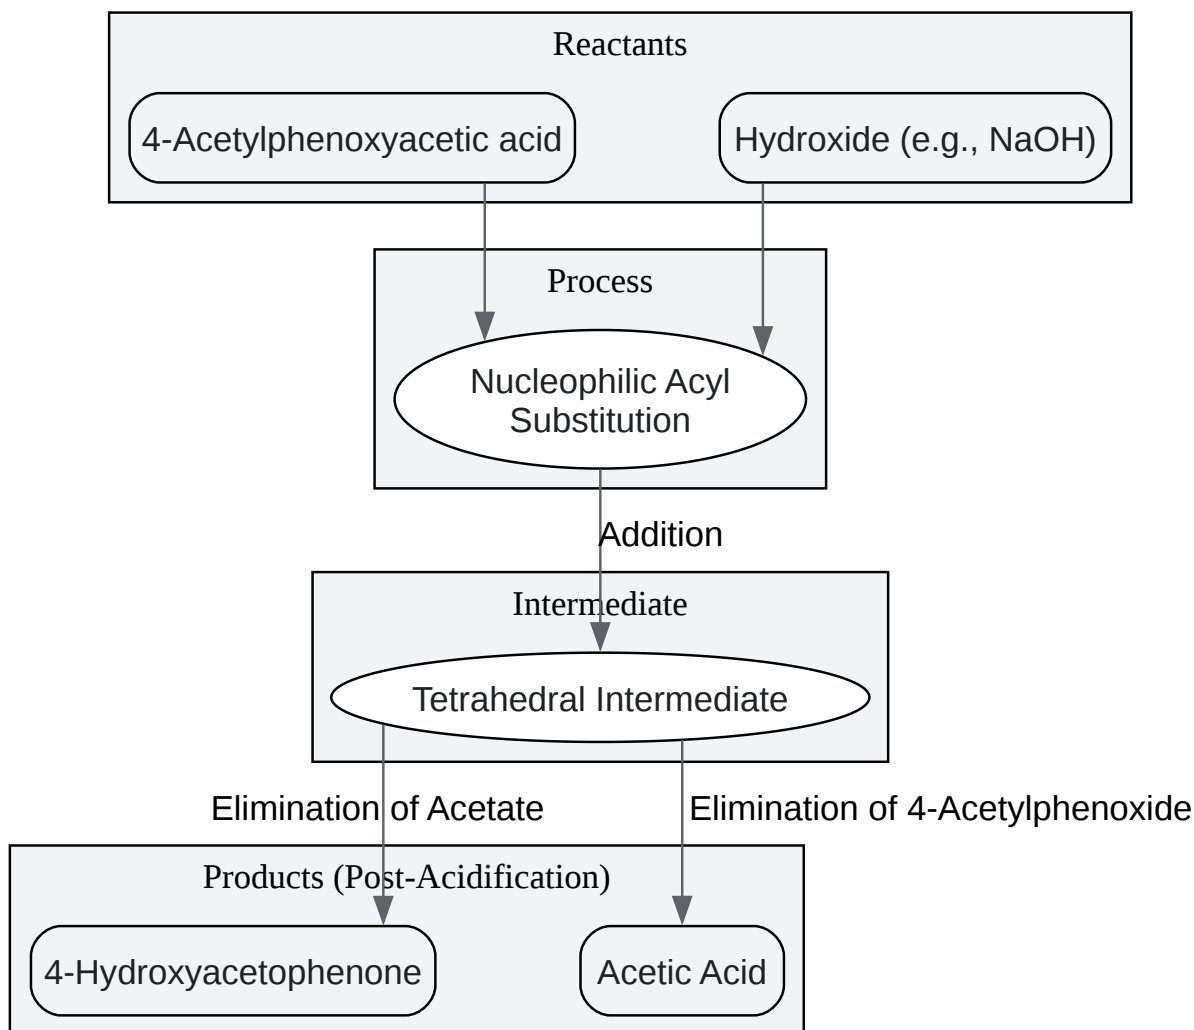 Reactants
4-Acetylphenoxyacetic acid
Hydroxide (e.g., NaOH)
Process
Nucleophilic Acyl
Substitution
Addition
Intermediate
Tetrahedral Intermediate
Elimination of Acetate
Elimination of 4-Acetylphenoxide
Products (Post-Acidification)
4-Hydroxyacetophenone
Acetic Acid